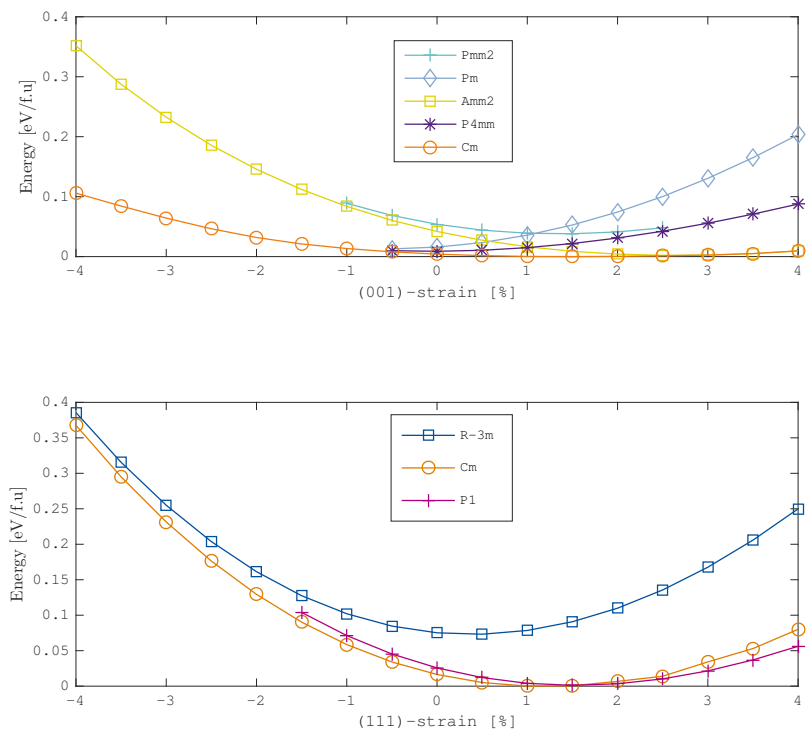 0.4
0.3
0.2
0.1
0
Energy [eV/f.u]
Pmm2
Pm
Amm2
P4mm
Cm
-4 -3 -2 -1 0 1 2 3 4
(001)-strain [%]
0.4
0.35
0.3
0.25
0.2
0.15
0.1
0.05
0
Energy [eV/f.u]
R-3m
Cm
P1
-4 -3 -2 -1 0 1 2 3 4
(111)-strain [%]